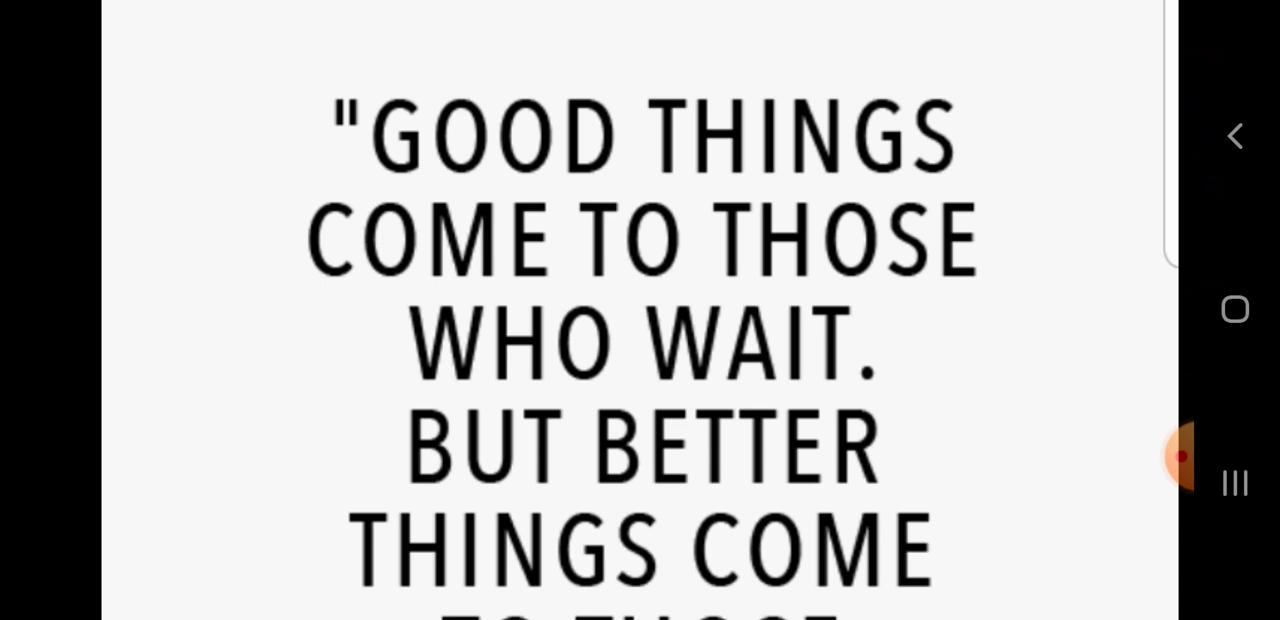 "GOOD THINGS
COME TO THOSE
WHO WAIT.
BUT BETTER
THINGS COME